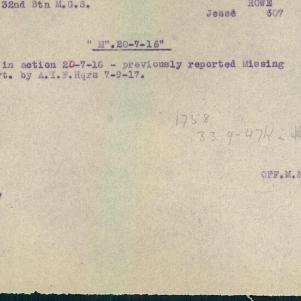 32nd Btn M.G.S. ROWE
Jesse 607
"M".20-7-16"
in action 20-7-16 - previously reported Missing
rt. by A.I.F.Hqrs 7-9-17.
1758
OFF.M.A